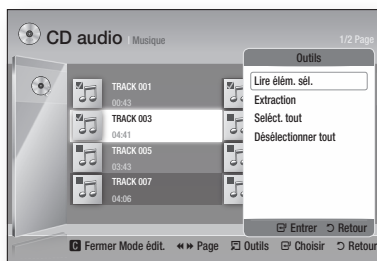 CD audio | Musique
1/2 Page
Outils
Lire élém. sél.
Extraction
Seléct. tout
Désélectionner tout
Entrer Retour
TRACK 001
00:43
TRACK 003
04:41
TRACK 005
03:43
TRACK 007
04:06
C Fermer Mode édit. Page Outils Choisir Retour